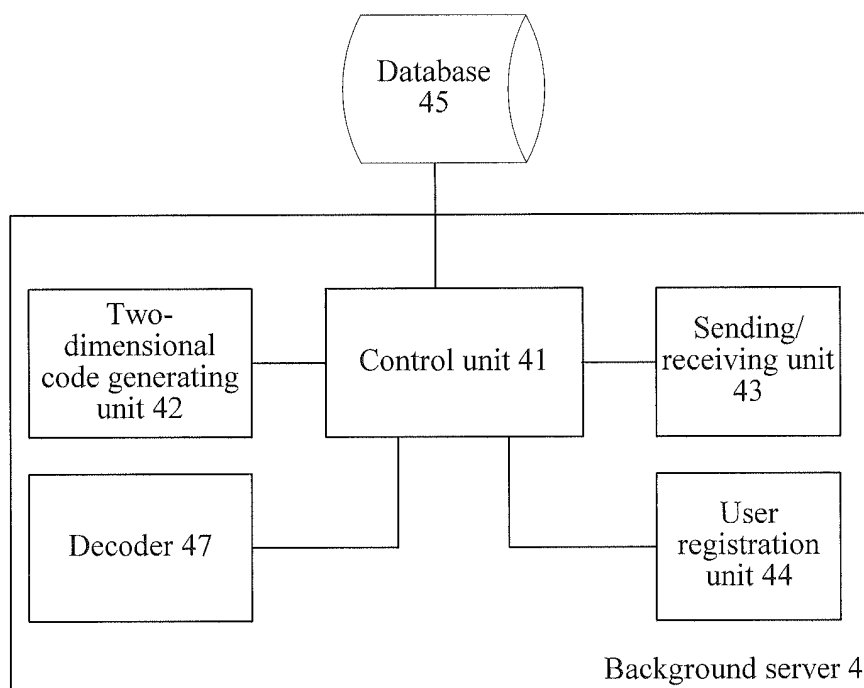 Database
45
Two-
dimensional
code generating
unit 42
Control unit 41
Sending/
receiving unit
43
Decoder 47
User
registration
unit 44
Background server 4